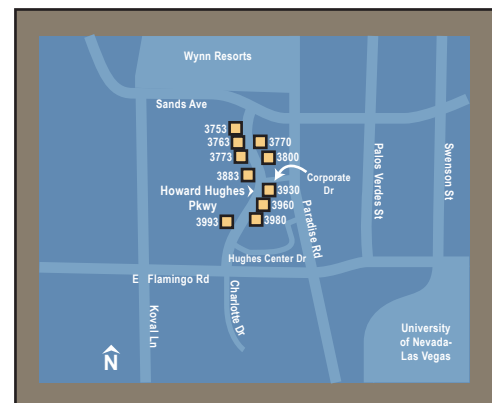 Wynn Resorts
Sands Ave
3753
3763
3770
3773
3800
3883
Corporate
Dr
Howard Hughes
Pkwy
3930
3960
3993
3980
Palos Verdes St
Swenson St
Paradise Rd
Hughes Center Dr
E Flamingo Rd
Koval Ln
Charlotte Dr
University
of Nevada-
Las Vegas
N